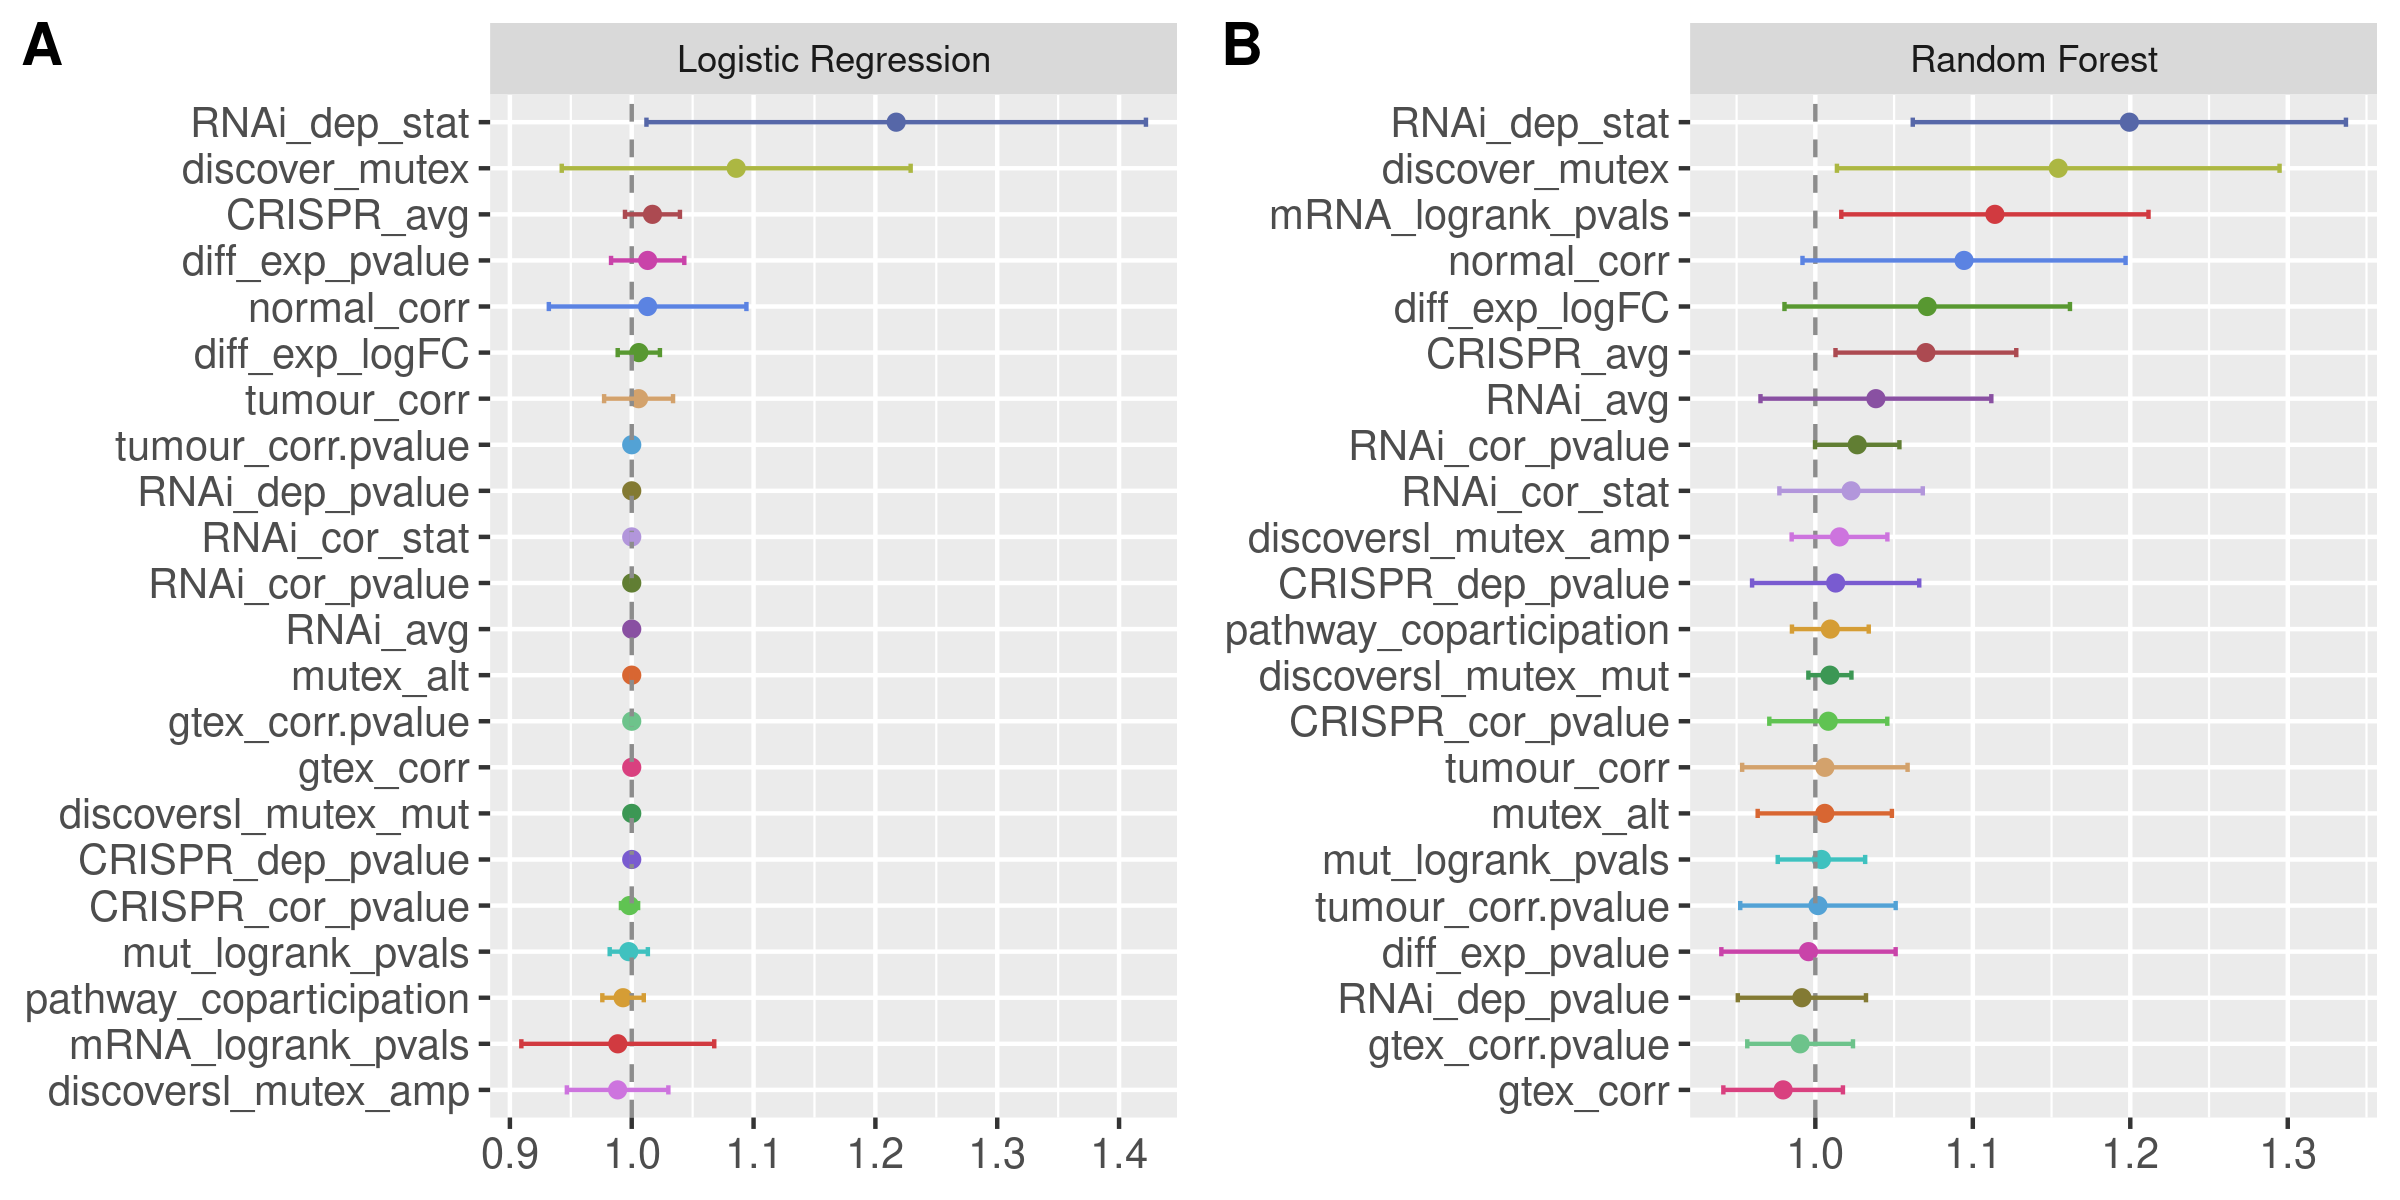 A
Logistic Regression
RNAi_dep_stat
discover_mutex
CRISPR_avg
diff_exp_pvalue
normal_corr
diff_exp_logFC
tumour_corr
tumour_corr.pvalue
RNAi_dep_pvalue
RNAi_cor_stat
RNAi_cor_pvalue
RNAi_avg
mutex_alt
gtex_corr.pvalue
gtex_corr
discoversl_mutex_mut
CRISPR_dep_pvalue
CRISPR_cor_pvalue
mut_logrank_pvals
pathway_coparticipation
mRNA_logrank_pvals
discoversl_mutex_amp
0.9 1.0 1.1 1.2 1.3 1.4
B
Random Forest
RNAi_dep_stat
discover_mutex
mRNA_logrank_pvals
normal_corr
diff_exp_logFC
CRISPR_avg
RNAi_avg
RNAi_cor_pvalue
RNAi_cor_stat
discoversl_mutex_amp
CRISPR_dep_pvalue
pathway_coparticipation
discoversl_mutex_mut
CRISPR_cor_pvalue
tumour_corr
mutex_alt
mut_logrank_pvals
tumour_corr.pvalue
diff_exp_pvalue
RNAi_dep_pvalue
gtex_corr.pvalue
gtex_corr
1.0 1.1 1.2 1.3